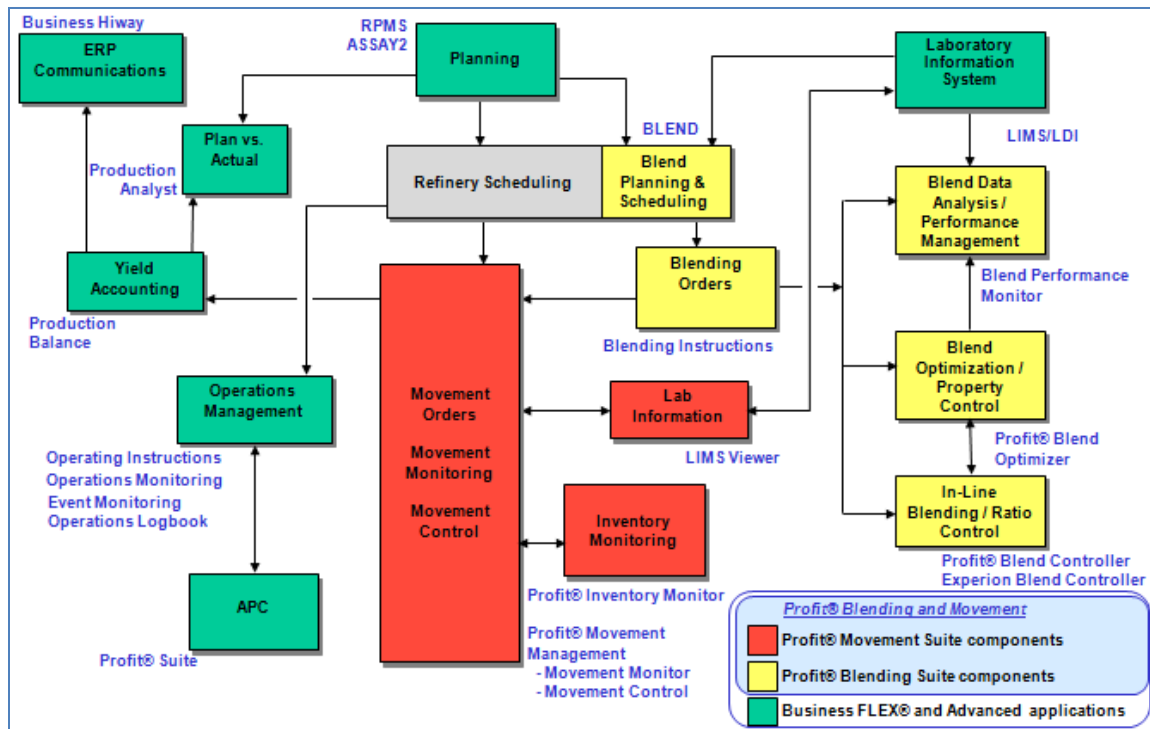 Business Hiway
ERP
Communications
RPMS
ASSAY2
Planning
Laboratory
Information
System
Plan vs.
Actual
Production
Analyst
BLEND
LIMS/LDI
Refinery Scheduling
Blend
Planning &
Scheduling
Blend Data
Analysis /
Performance
Management
Yield
Accounting
Blending
Orders
Blend Performance
Monitor
Production
Balance
Blending Instructions
Operations
Management
Movement
Orders
Movement
Monitoring
Movement
Control
Lab
Information
LIMS Viewer
Blend
Optimization /
Property
Control
Profit® Blend
Optimizer
Operating Instructions
Operations Monitoring
Event Monitoring
Operations Logbook
Inventory
Monitoring
In-Line
Blending / Ratio
Control
Profit® Blend Controller
Experion Blend Controller
APC
Profit® Suite
Profit® Inventory Monitor
Profit® Movement
Management
- Movement Monitor
- Movement Control
Profit® Blending and Movement
Profit® Movement Suite components
Profit® Blending Suite components
Business FLEX® and Advanced applications